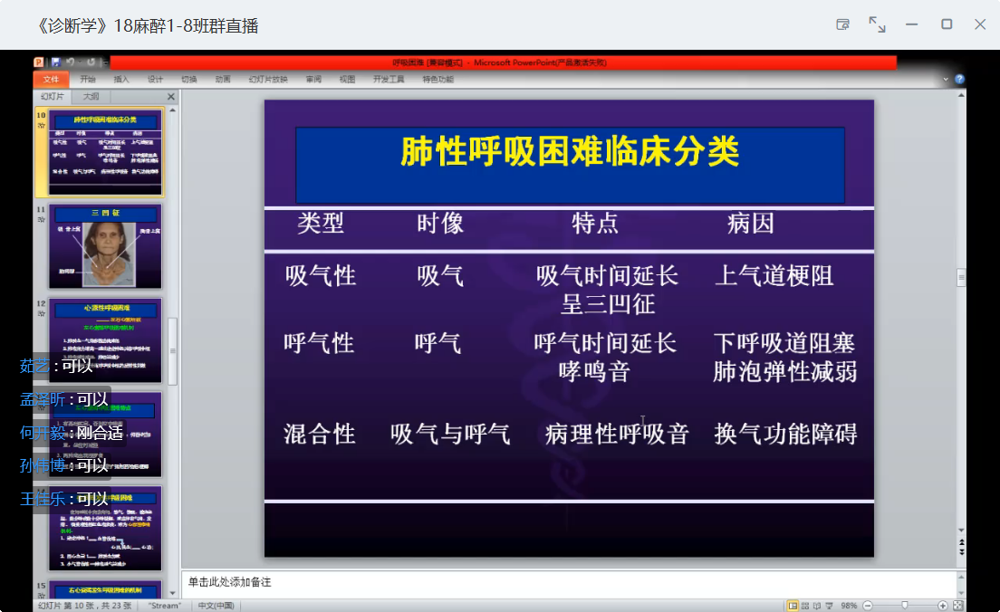 《诊断学》18麻醉1-8班群直播
呼吸困难 [兼容模式] - Microsoft PowerPoint(产品激活失败)
文件 开始 插入 设计 切换 动画 幻灯片放映 审阅 视图 开发工具 特色功能
幻灯片 大纲
10
肺性呼吸困难临床分类
11
三 凹 征
12
心源性呼吸困难
15
右心衰竭发生呼吸困难的机制
茹艺：可以
孟泽昕：可以
何开毅：刚合适
孙伟博：可以
王佳乐：可以
肺性呼吸困难临床分类
类型 时像 特点 病因
吸气性 吸气 吸气时间延长 上气道梗阻
呈三凹征
呼气性 呼气 呼气时间延长 下呼吸道阻塞
哮鸣音 肺泡弹性减弱
混合性 吸气与呼气 病理性呼吸音 换气功能障碍
单击此处添加备注
幻灯片 第 10 张，共 23 张 "Stream" 中文(中国) 98%